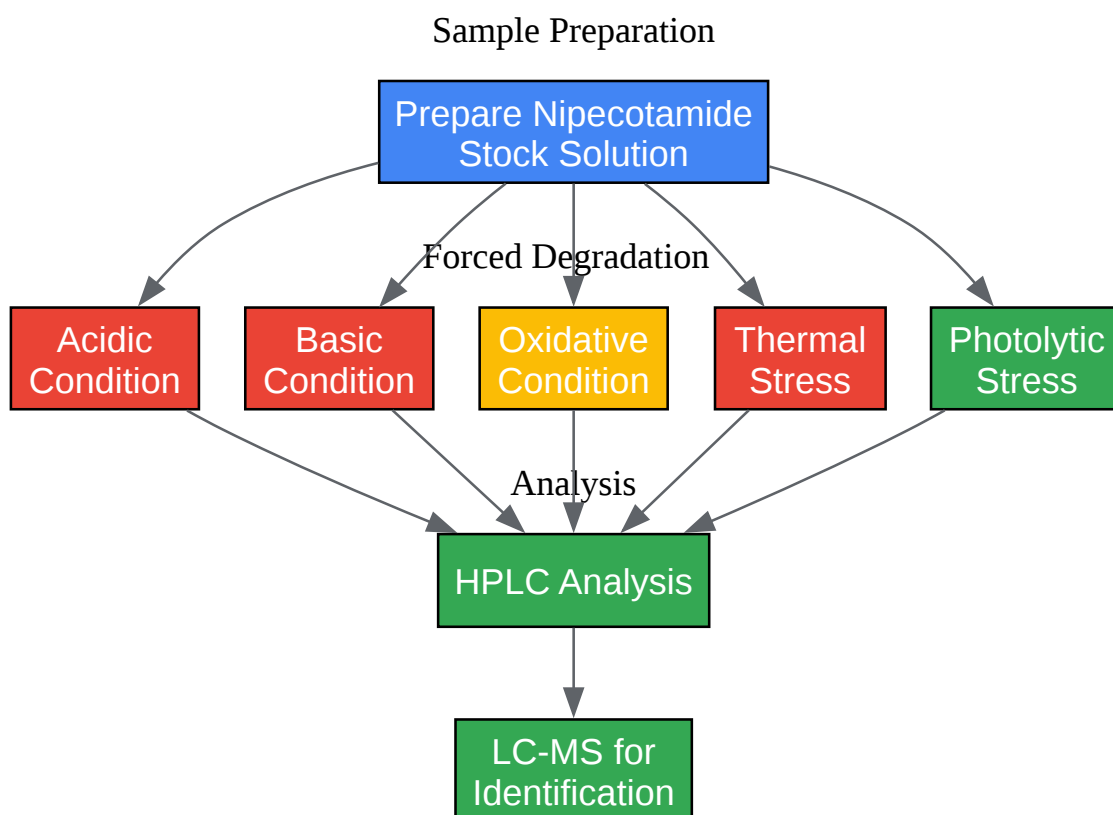 Sample Preparation
Prepare Nipecotamide
Stock Solution
Forced Degradation
Acidic
Condition
Basic
Condition
Oxidative
Condition
Thermal
Stress
Photolytic
Stress
Analysis
HPLC Analysis
LC-MS for
Identification